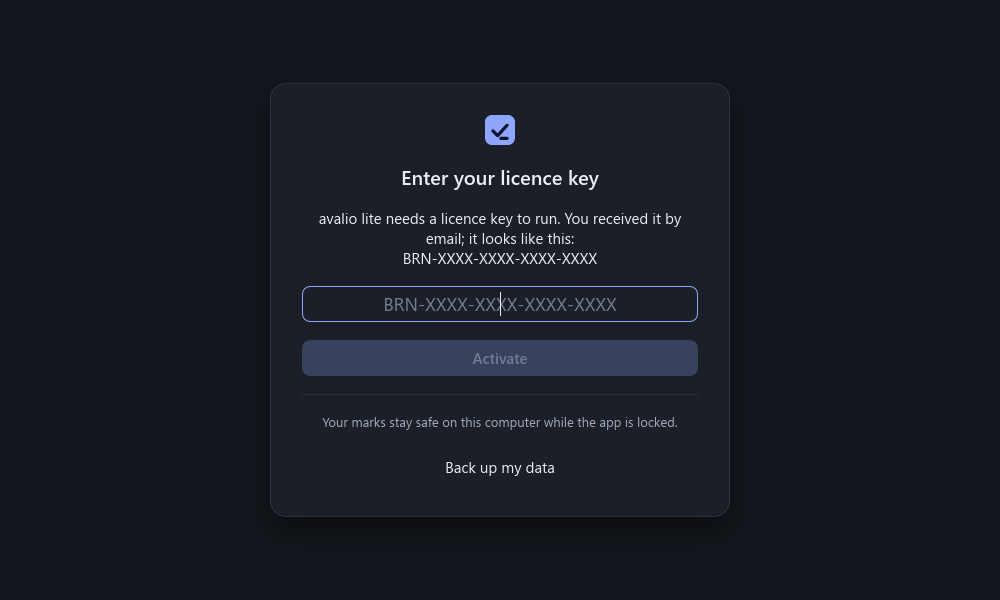 Enter your licence key
avalio lite needs a licence key to run. You received it by
email; it looks like this:
BRN-XXXX-XXXX-XXXX-XXXX
BRN-XXXX-XXXX-XXXX-XXXX
Activate
Your marks stay safe on this computer while the app is locked.
Back up my data